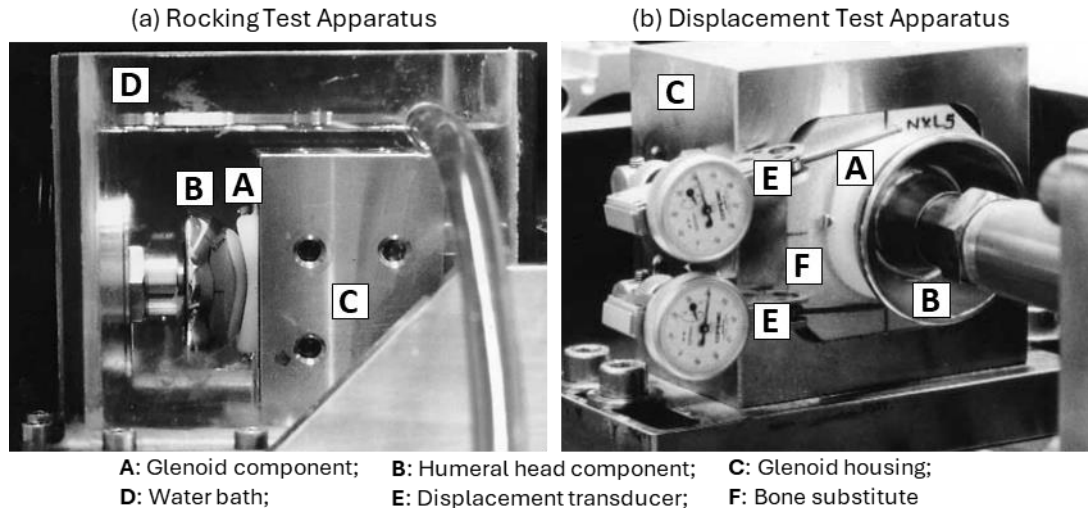 (a) Rocking Test Apparatus
(b) Displacement Test Apparatus
D
B
A
C
C
NXL5
E
A
F
B
E
A: Glenoid component;
B: Humeral head component;
C: Glenoid housing;
D: Water bath;
E: Displacement transducer;
F: Bone substitute